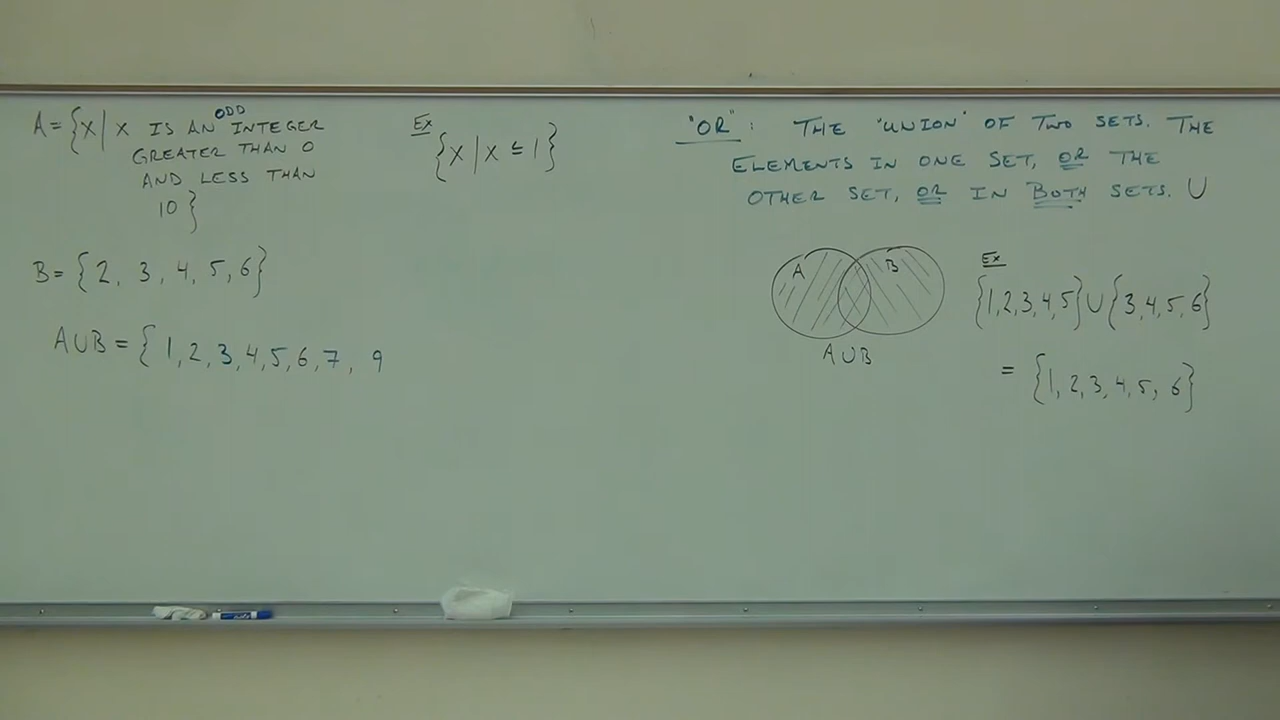 A = {x | x IS AN ODD INTEGER
GREATER THAN 0
AND LESS THAN
10}
B = {2, 3, 4, 5, 6}
A∪B = { 1, 2, 3, 4, 5, 6, 7, 9
Ex
{x | x ≤ 1}
"OR": THE "UNION" OF TWO SETS. THE
ELEMENTS IN ONE SET, OR THE
OTHER SET, OR IN BOTH SETS. ∪
A B
A∪B
Ex
{1,2,3,4,5} ∪ {3,4,5,6}
= {1, 2, 3, 4, 5, 6}